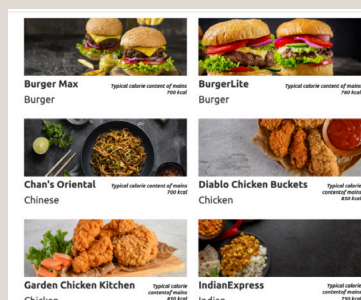 Burger Max
Typical calorie content of mains
700 kcal
Burger
BurgerLite
Typical calorie content of mains
760 kcal
Burger
Chan's Oriental
Typical calorie content of mains
700 kcal
Chinese
Diablo Chicken Buckets
Typical calorie
content of mains
850 kcal
Chicken
Garden Chicken Kitchen
Typical calorie
content of mains
850 kcal
Chicken
IndianExpress
Typical calorie
content of mains
750 kcal
Indian